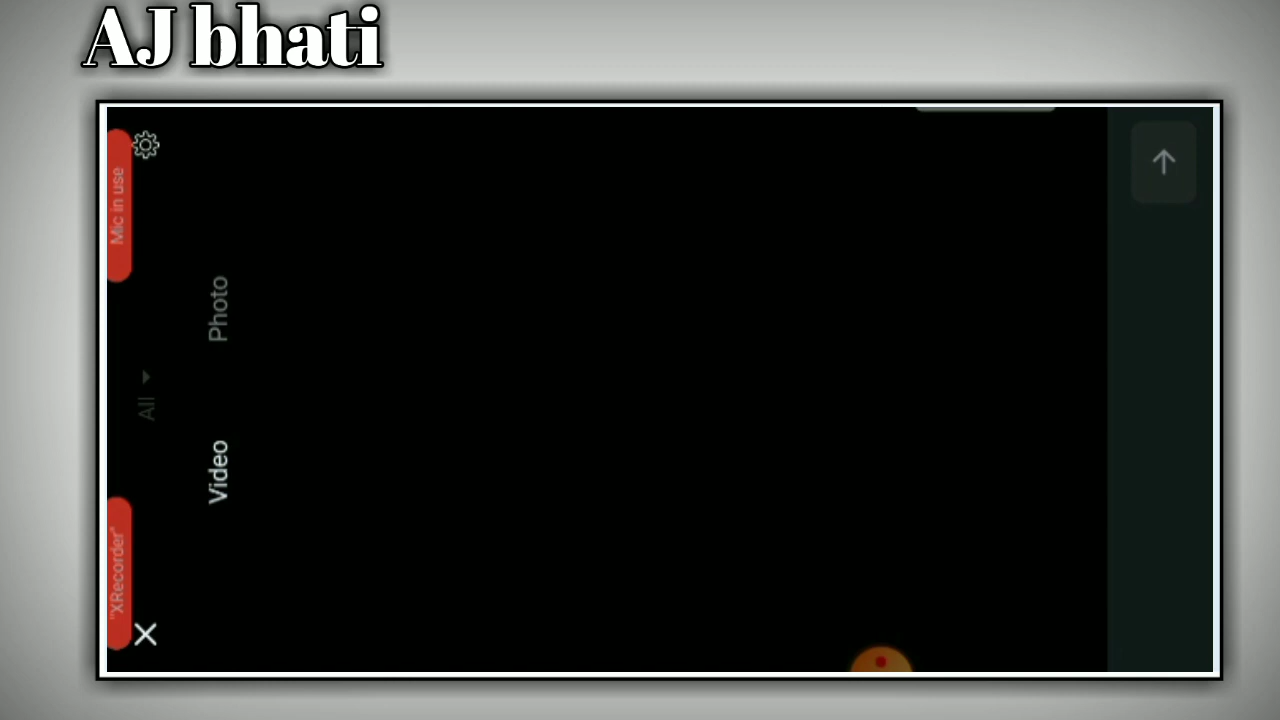 AJ bhati
"XRecorder"
Mic in use
All
Video
Photo